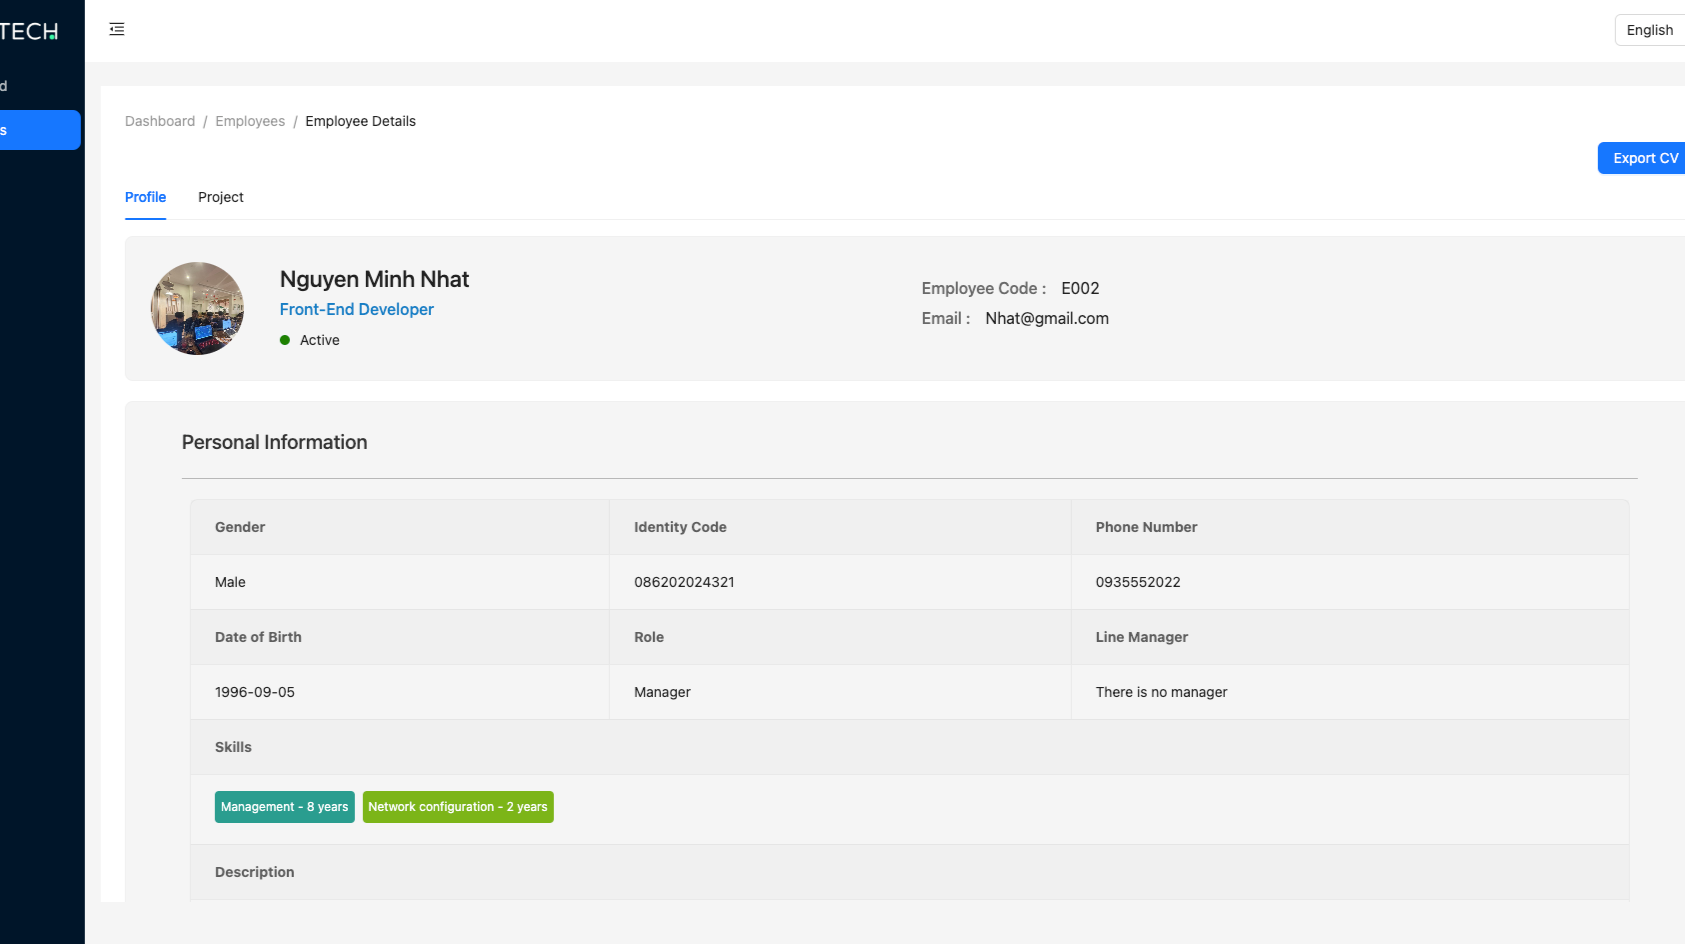 TECH
English
d
s
Dashboard / Employees / Employee Details
Export CV
Profile Project
Nguyen Minh Nhat
Front-End Developer
Active
Employee Code : E002
Email : Nhat@gmail.com
Personal Information
Gender Identity Code Phone Number
Male 086202024321 0935552022
Date of Birth Role Line Manager
1996-09-05 Manager There is no manager
Skills
Management - 8 years Network configuration - 2 years
Description